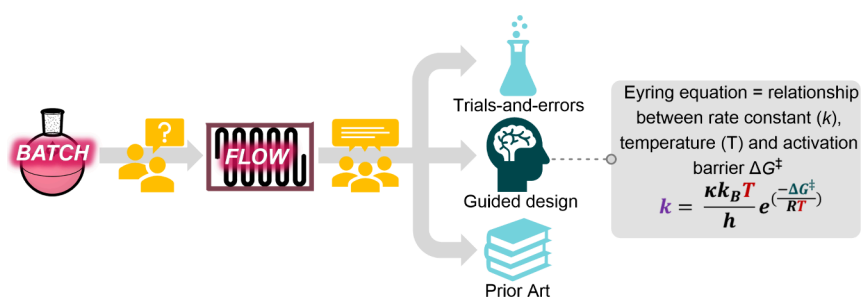 BATCH
?
FLOW
Trials-and-errors
Guided design
Prior Art
Eyring equation = relationship
between rate constant (k),
temperature (T) and activation
barrier ΔG‡
k = κk_BT/h e^(−ΔG‡/RT)